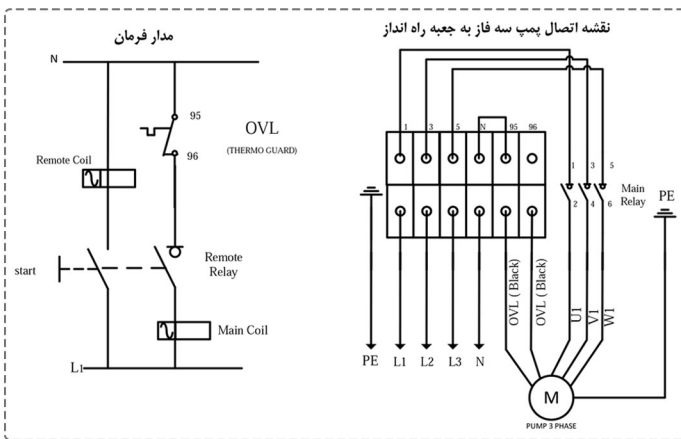 مدار فرمان
N
95
OVL
(THERMO GUARD)
96
Remote Coil
Remote
Relay
start
Main Coil
L1
نقشه اتصال پمپ سه فاز به جعبه راه انداز
1 3 5 N 95 96
1 3 5
Main
Relay
2 4 6
PE
OVL ( Black)
OVL ( Black)
U1
V1
W1
PE L1 L2 L3 N
M
PUMP 3 PHASE